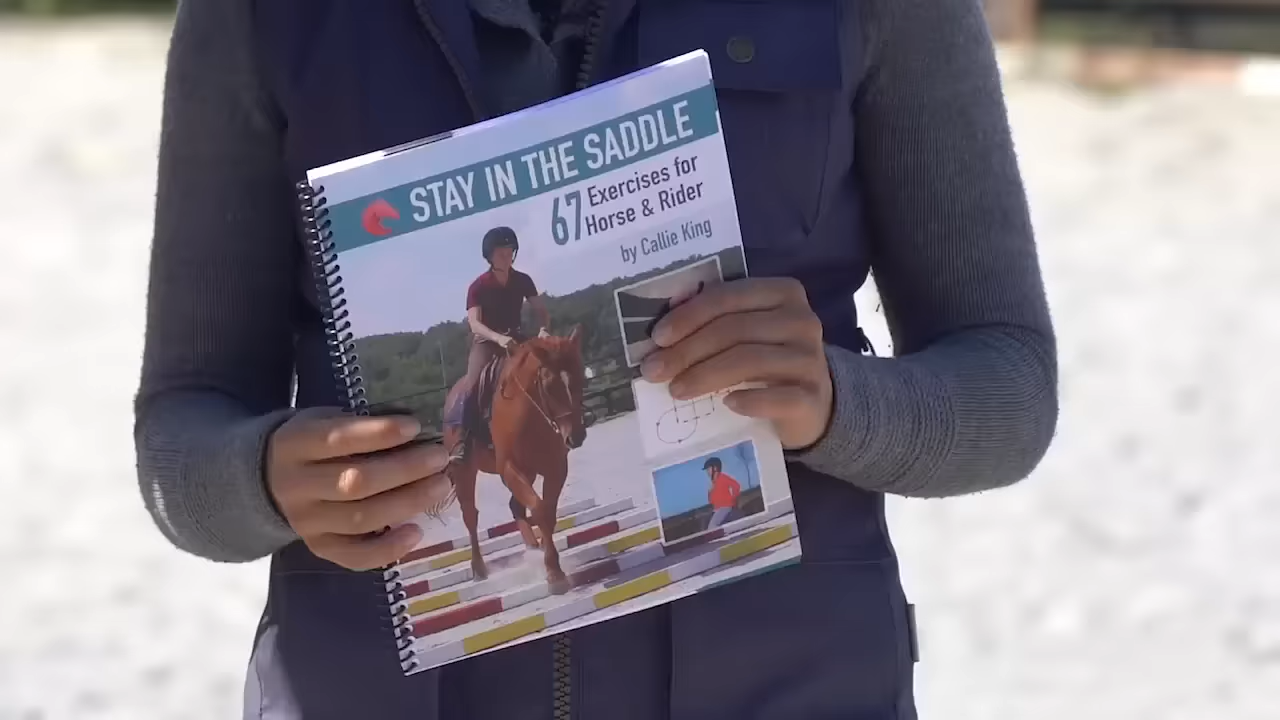 STAY IN THE SADDLE
67 Exercises for
Horse & Rider
by Callie King